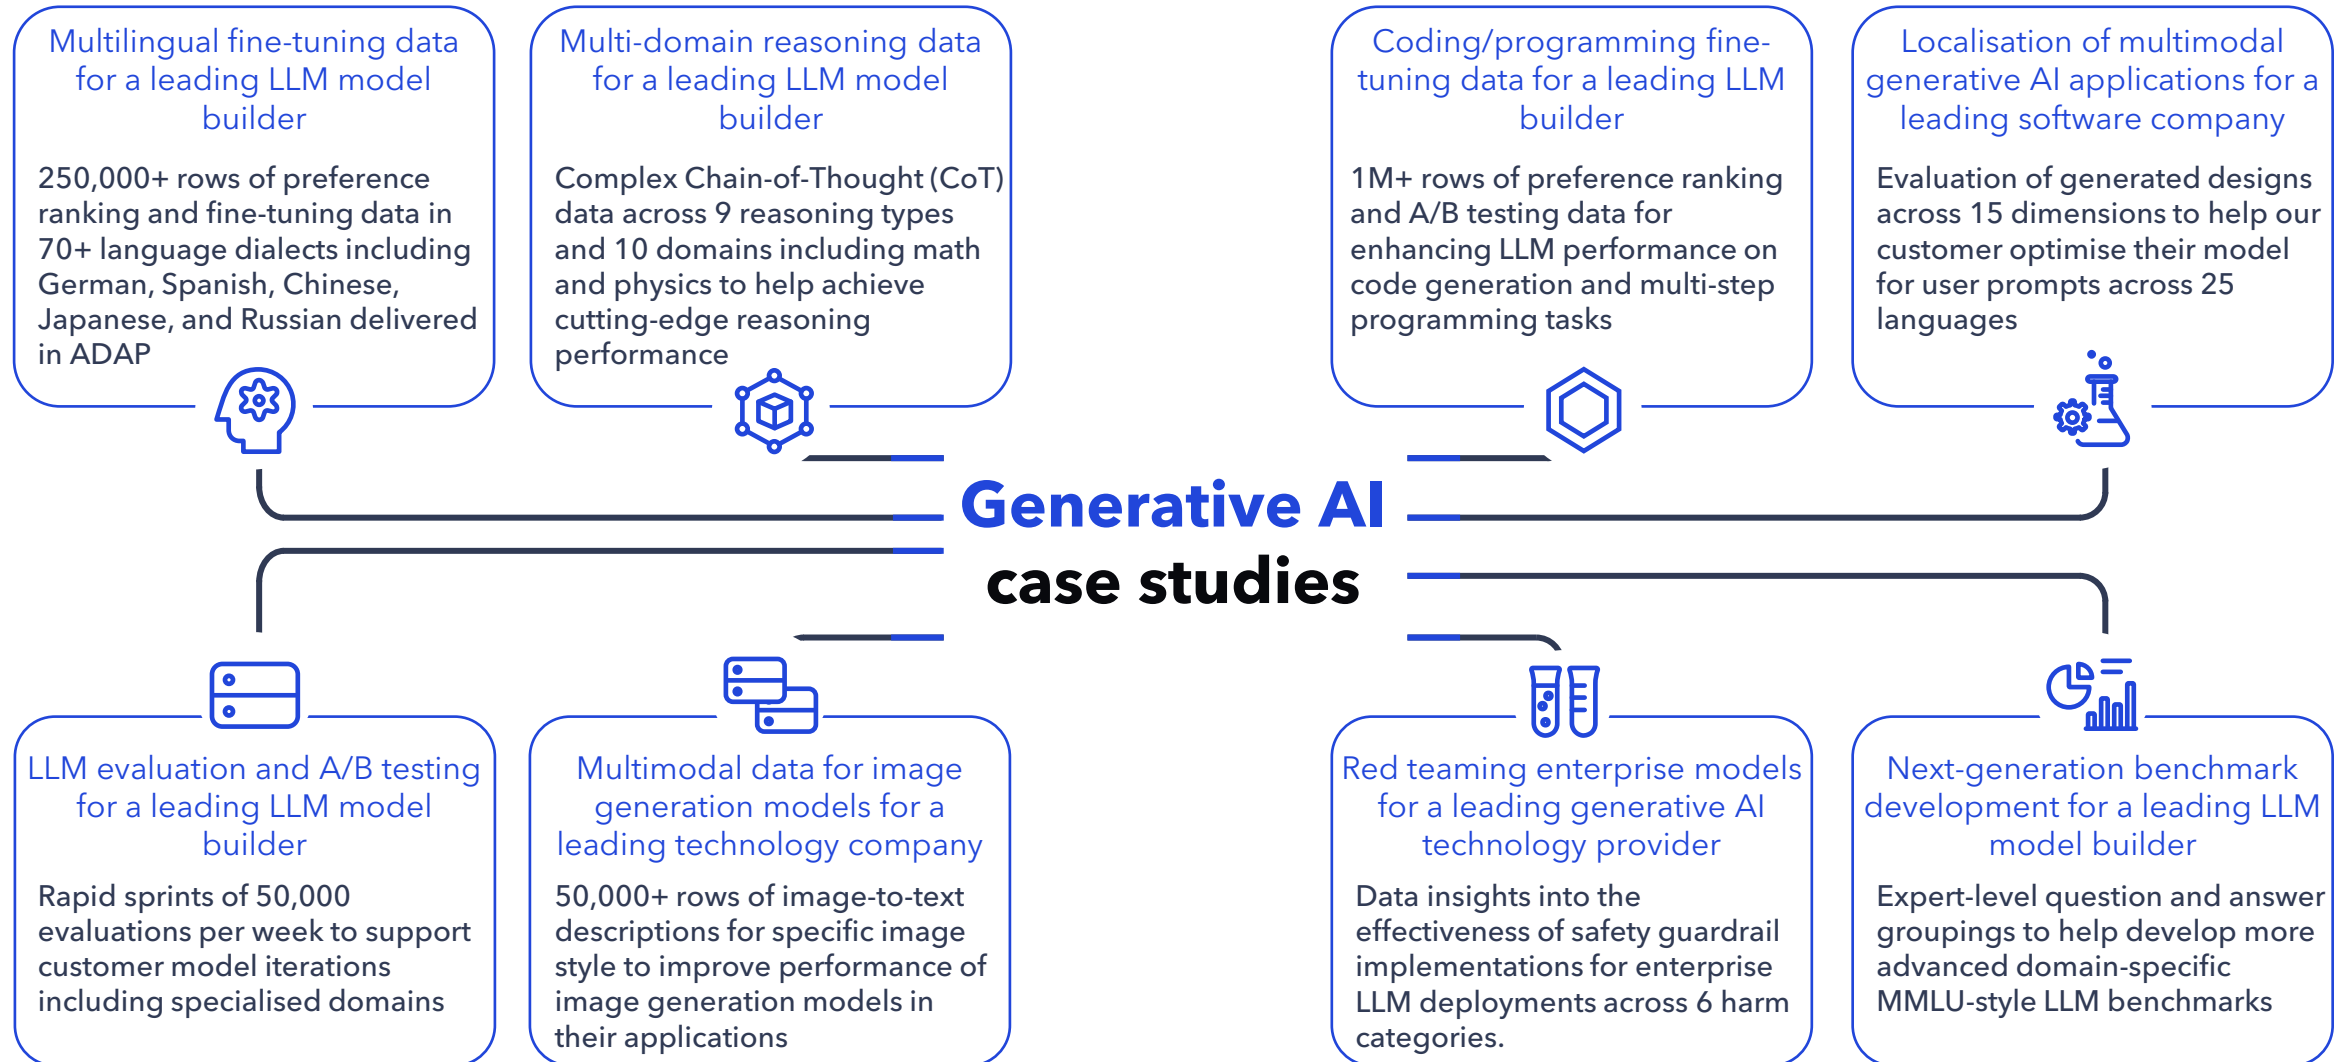 Multilingual fine-tuning data
for a leading LLM model
builder
250,000+ rows of preference
ranking and fine-tuning data in
70+ language dialects including
German, Spanish, Chinese,
Japanese, and Russian delivered
in ADAP
Multi-domain reasoning data
for a leading LLM model
builder
Complex Chain-of-Thought (CoT)
data across 9 reasoning types
and 10 domains including math
and physics to help achieve
cutting-edge reasoning
performance
Coding/programming fine-
tuning data for a leading LLM
builder
1M+ rows of preference ranking
and A/B testing data for
enhancing LLM performance on
code generation and multi-step
programming tasks
Localisation of multimodal
generative AI applications for a
leading software company
Evaluation of generated designs
across 15 dimensions to help our
customer optimise their model
for user prompts across 25
languages
Generative AI
case studies
LLM evaluation and A/B testing
for a leading LLM model
builder
Rapid sprints of 50,000
evaluations per week to support
customer model iterations
including specialised domains
Multimodal data for image
generation models for a
leading technology company
50,000+ rows of image-to-text
descriptions for specific image
style to improve performance of
image generation models in
their applications
Red teaming enterprise models
for a leading generative AI
technology provider
Data insights into the
effectiveness of safety guardrail
implementations for enterprise
LLM deployments across 6 harm
categories.
Next-generation benchmark
development for a leading LLM
model builder
Expert-level question and answer
groupings to help develop more
advanced domain-specific
MMLU-style LLM benchmarks